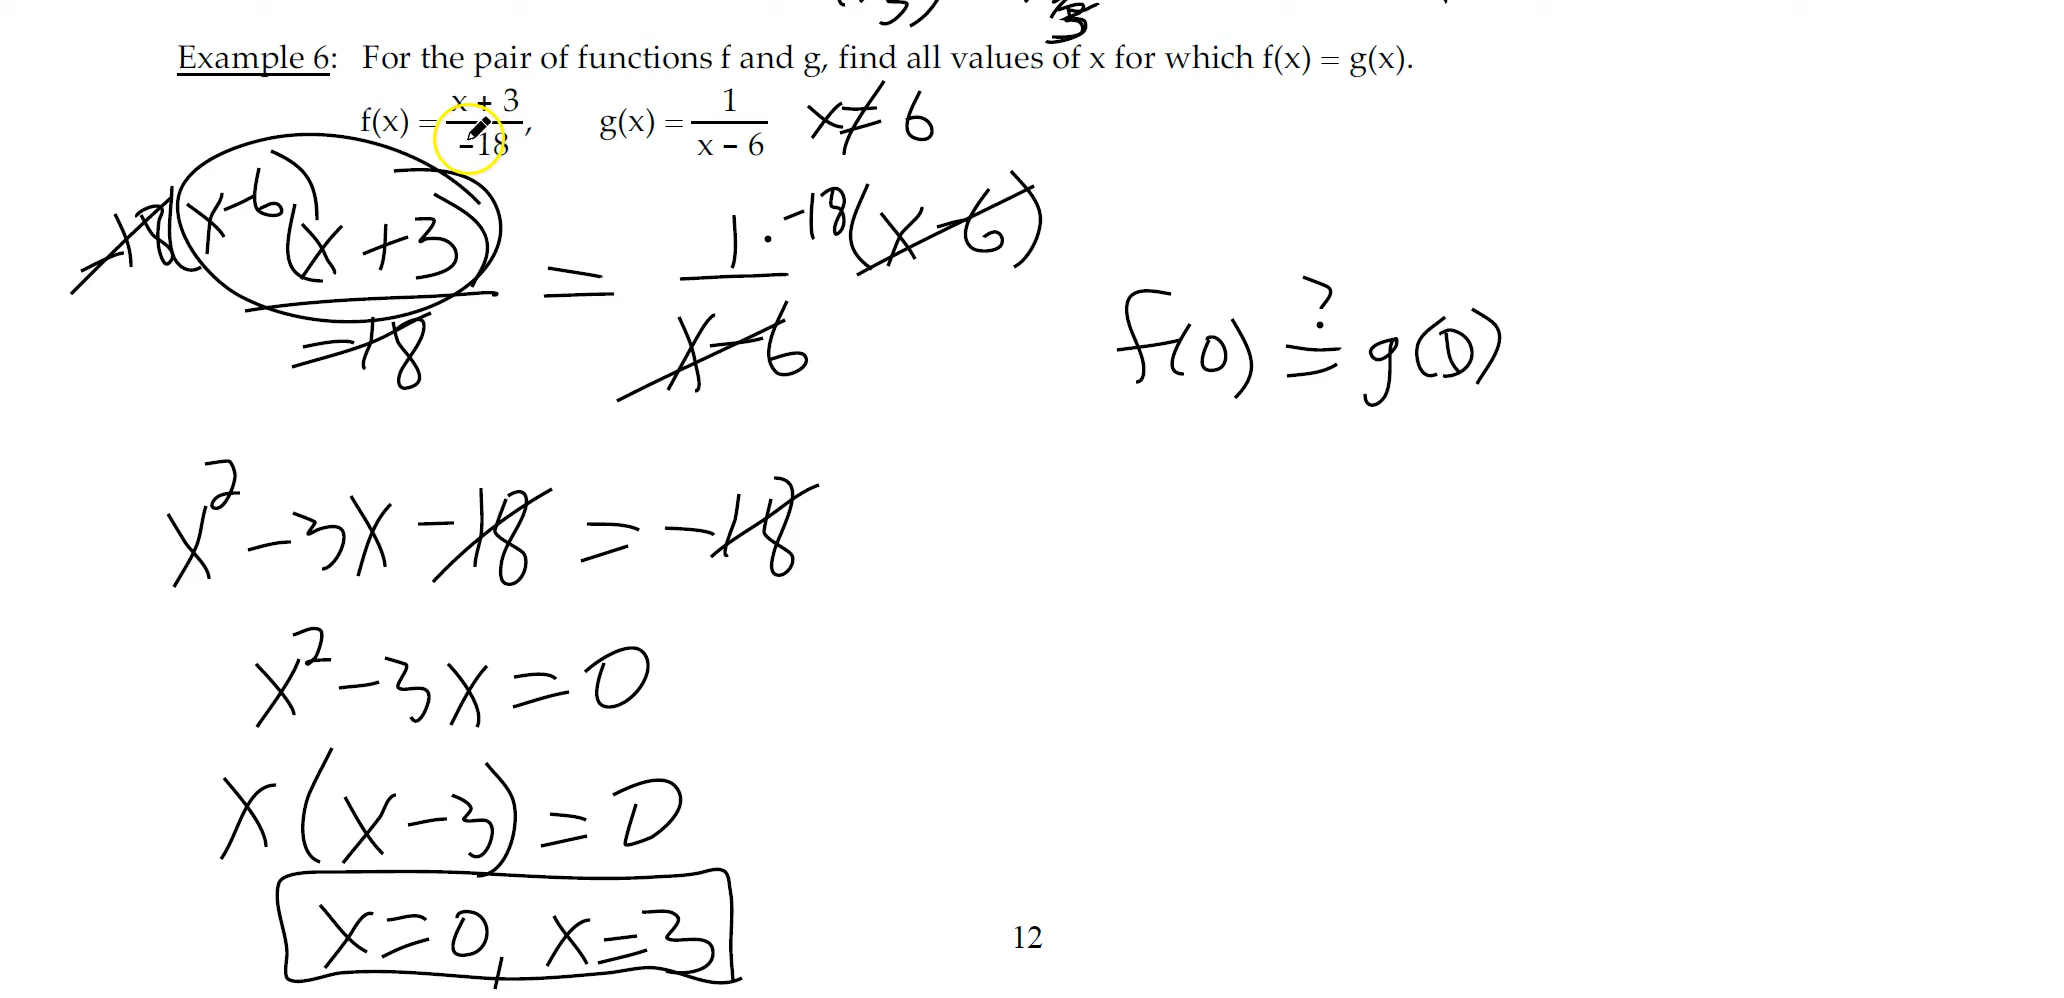 Example 6: For the pair of functions f and g, find all values of x for which f(x) = g(x).
f(x) = x + 3 / -18, g(x) = 1 / x - 6 x ≠ 6
(x-6)(x+3) / -18 = 1 · -18(x-6) / x-6
f(0) ?= g(0)
x² - 3x - 18 = -18
x² - 3x = 0
x(x-3) = 0
x=0, x=3
12